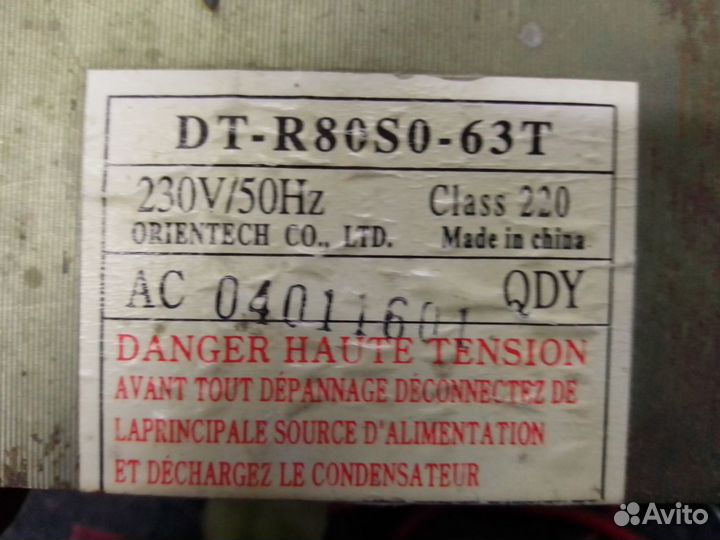 DT-R80S0-63T
230V/50Hz Class 220
ORIENTECH CO., LTD. Made in china
AC 04011601 QDY
DANGER HAUTE TENSION
AVANT TOUT DÉPANNAGE DÉCONNECTEZ DE
LAPRINCIPALE SOURCE D'ALIMENTATION
ET DÉCHARGEZ LE CONDENSATEUR
Avito